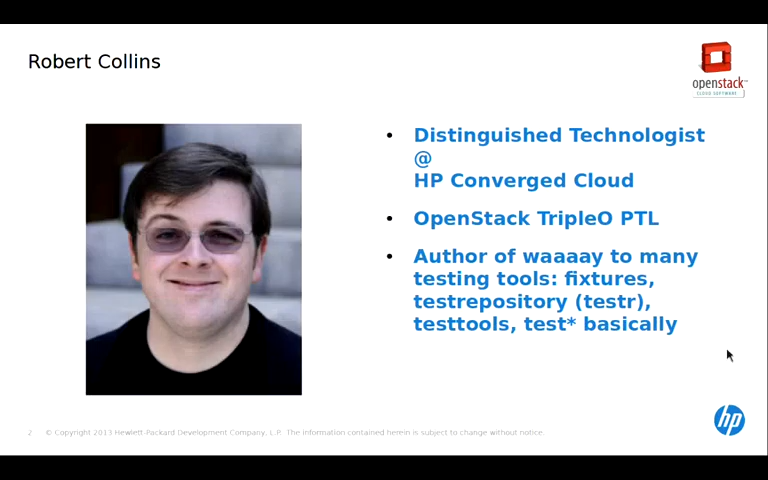 Robert Collins
openstack™
CLOUD SOFTWARE
• Distinguished Technologist
@
HP Converged Cloud
• OpenStack TripleO PTL
• Author of waaaay to many
testing tools: fixtures,
testrepository (testr),
testtools, test* basically
2 © Copyright 2013 Hewlett-Packard Development Company, L.P. The information contained herein is subject to change without notice.
hp